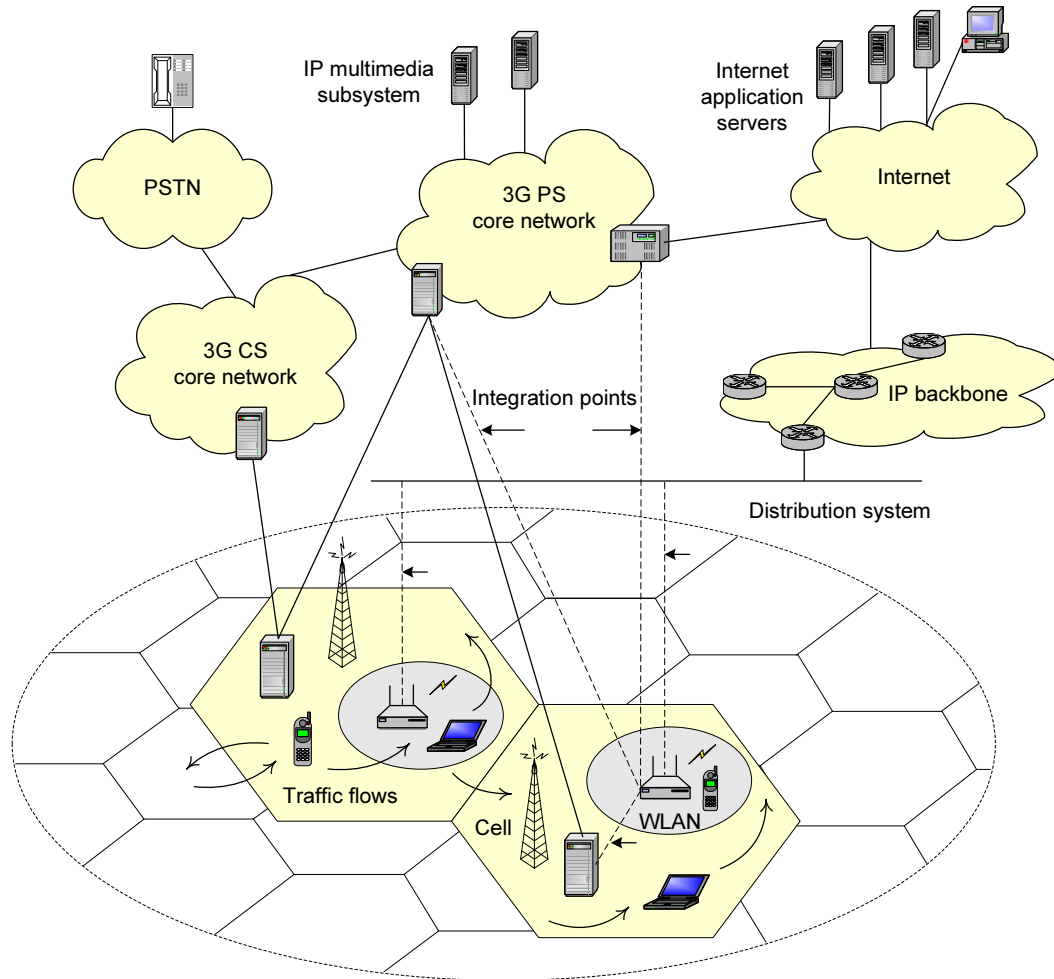 IP multimedia
subsystem
Internet
application
servers
PSTN
3G PS
core network
Internet
3G CS
core network
Integration points
IP backbone
Distribution system
Traffic flows
Cell
WLAN